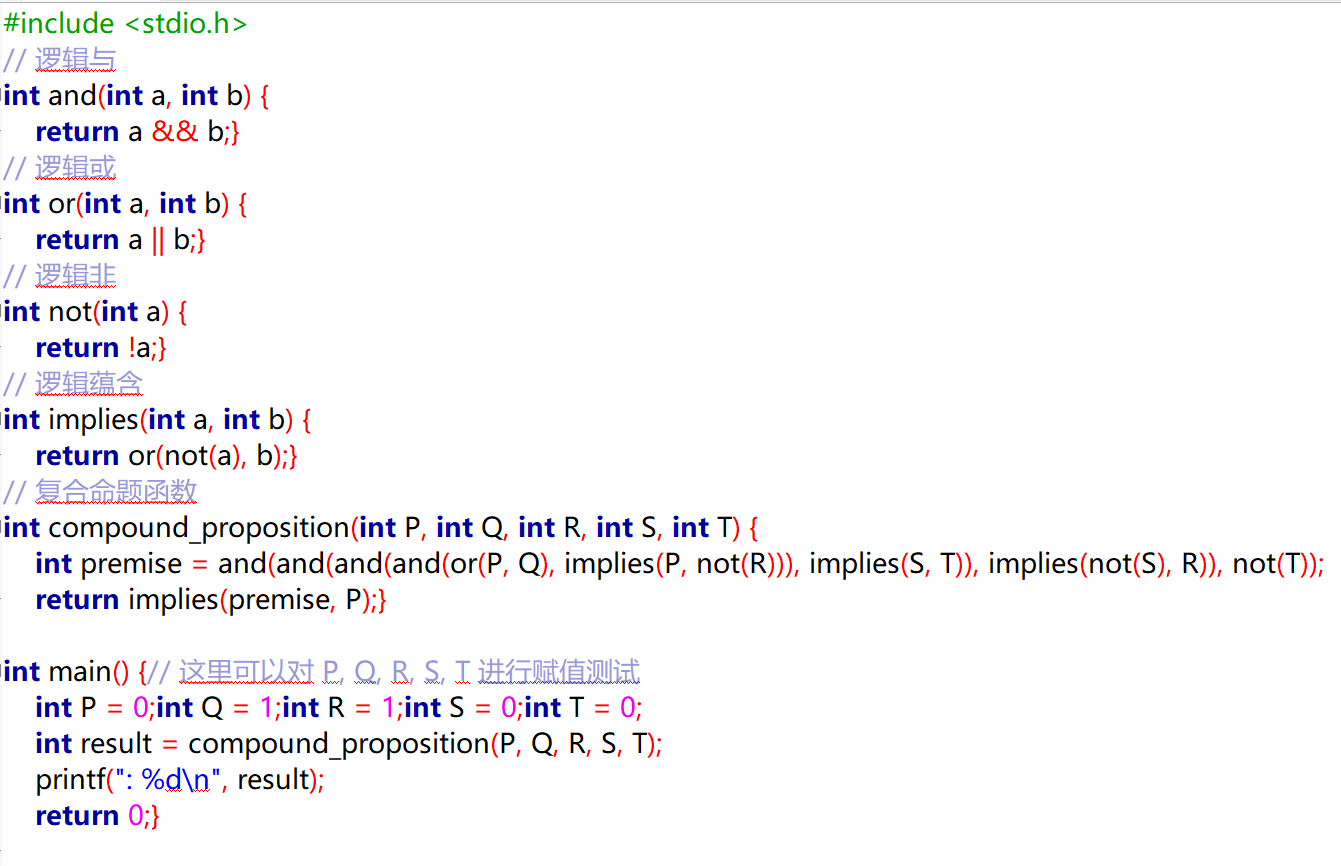 #include <stdio.h>
// 逻辑与
int and(int a, int b) {
    return a && b;}
// 逻辑或
int or(int a, int b) {
    return a || b;}
// 逻辑非
int not(int a) {
    return !a;}
// 逻辑蕴含
int implies(int a, int b) {
    return or(not(a), b);}
// 复合命题函数
int compound_proposition(int P, int Q, int R, int S, int T) {
    int premise = and(and(and(and(or(P, Q), implies(P, not(R))), implies(S, T)), implies(not(S), R)), not(T));
    return implies(premise, P);}
int main() {// 这里可以对 P, Q, R, S, T 进行赋值测试
    int P = 0;int Q = 1;int R = 1;int S = 0;int T = 0;
    int result = compound_proposition(P, Q, R, S, T);
    printf(": %d\n", result);
    return 0;}